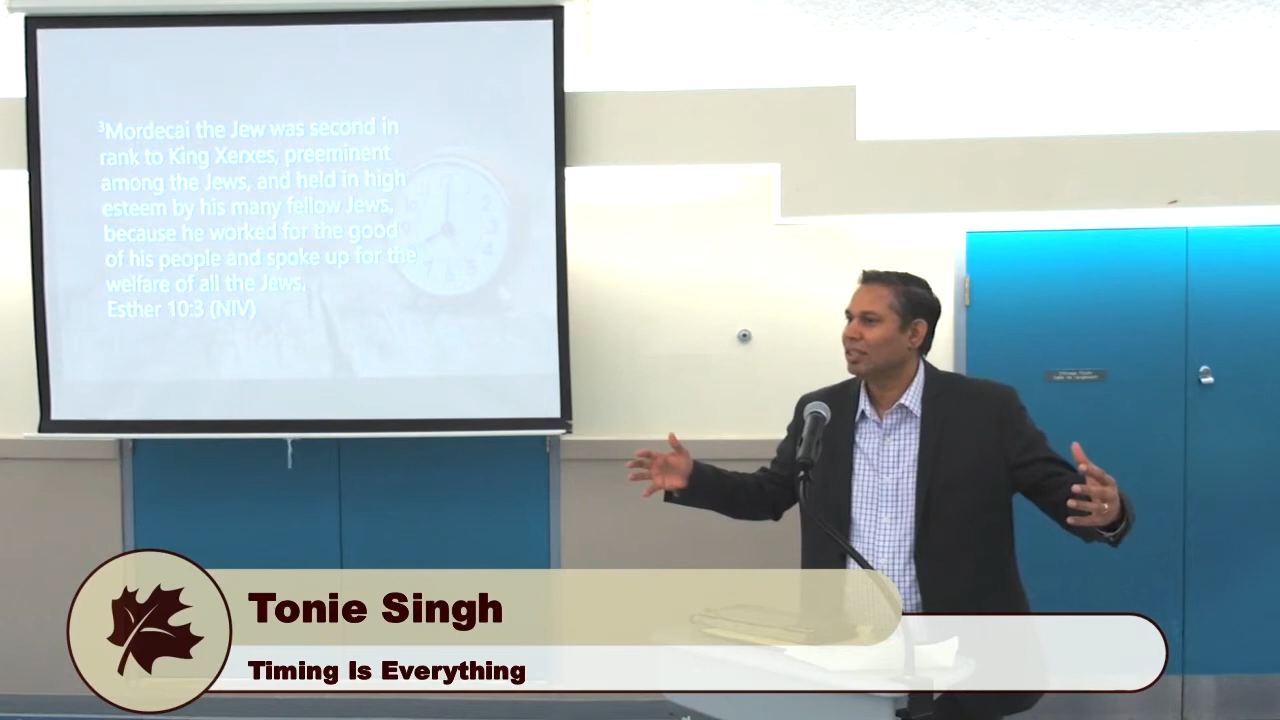 ³Mordecai the Jew was second in
rank to King Xerxes, preeminent
among the Jews, and held in high
esteem by his many fellow Jews,
because he worked for the good
of his people and spoke up for the
welfare of all the Jews.
Esther 10:3 (NIV)
Tonie Singh
Timing Is Everything